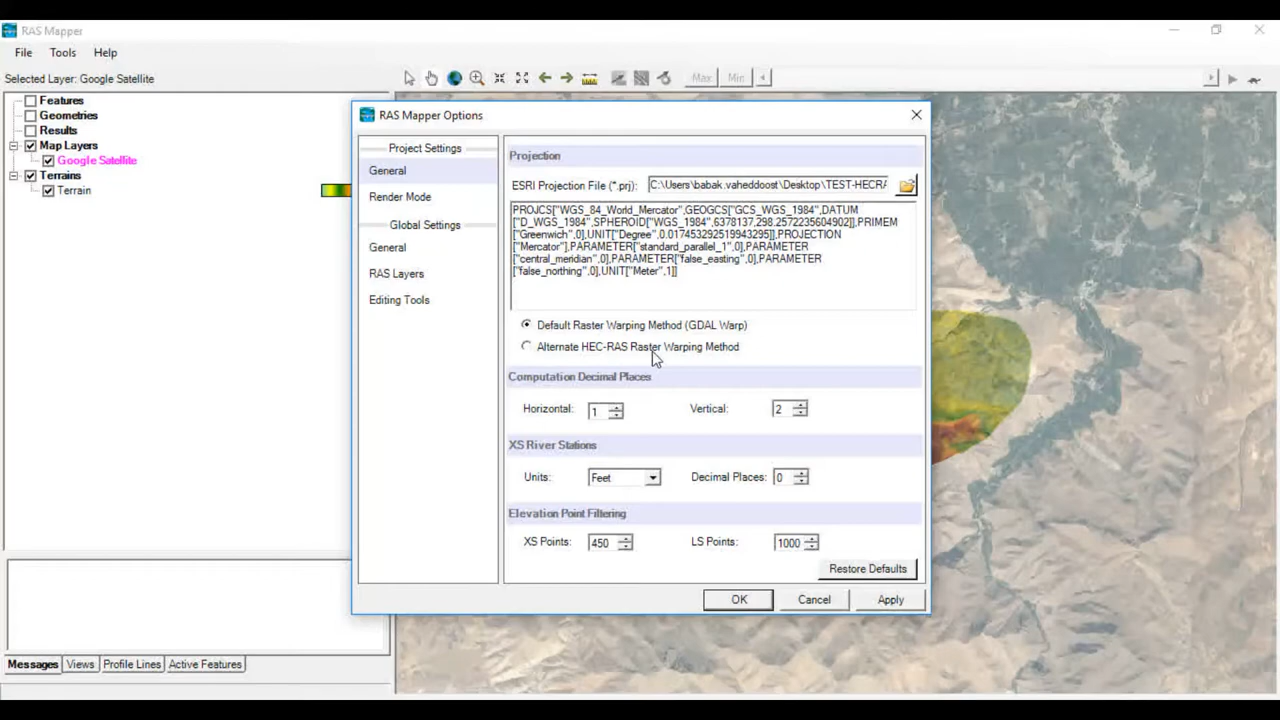 RAS Mapper
File Tools Help
Selected Layer: Google Satellite
Max Min
Features
Geometries
Results
Map Layers
Google Satellite
Terrains
Terrain
RAS Mapper Options
Project Settings
General
Render Mode
Global Settings
General
RAS Layers
Editing Tools
Projection
ESRI Projection File (*.prj): C:\Users\babak.vaheddoost\Desktop\TEST-HECRA
PROJCS["WGS_84_World_Mercator",GEOGCS["GCS_WGS_1984",DATUM
["D_WGS_1984",SPHEROID["WGS_1984",6378137,298.2572235604902]],PRIMEM
["Greenwich",0],UNIT["Degree",0.017453292519943295]],PROJECTION
["Mercator"],PARAMETER["standard_parallel_1",0],PARAMETER
["central_meridian",0],PARAMETER["false_easting",0],PARAMETER
["false_northing",0],UNIT["Meter",1]]
Default Raster Warping Method (GDAL Warp)
Alternate HEC-RAS Raster Warping Method
Computation Decimal Places
Horizontal: 1 Vertical: 2
XS River Stations
Units: Feet Decimal Places: 0
Elevation Point Filtering
XS Points: 450 LS Points: 1000
Restore Defaults
OK Cancel Apply
Messages Views Profile Lines Active Features